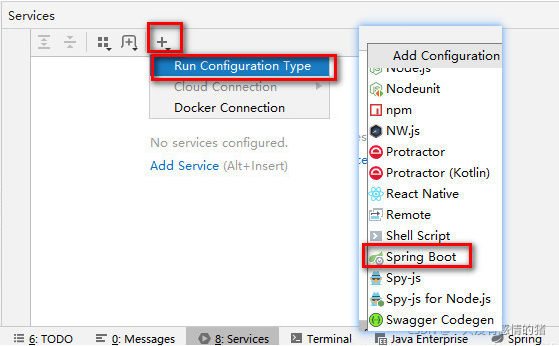 Services
Run Configuration Type
Cloud Connection
Docker Connection
No services configured.
Add Service (Alt+Insert)
Add Configuration
Node.js
Nodeunit
npm
NW.js
Protractor
Protractor (Kotlin)
React Native
Remote
Shell Script
Spring Boot
Spy-js
Spy-js for Node.js
Swagger Codegen
6: TODO
0: Messages
8: Services
Terminal
Java Enterprise
Spring